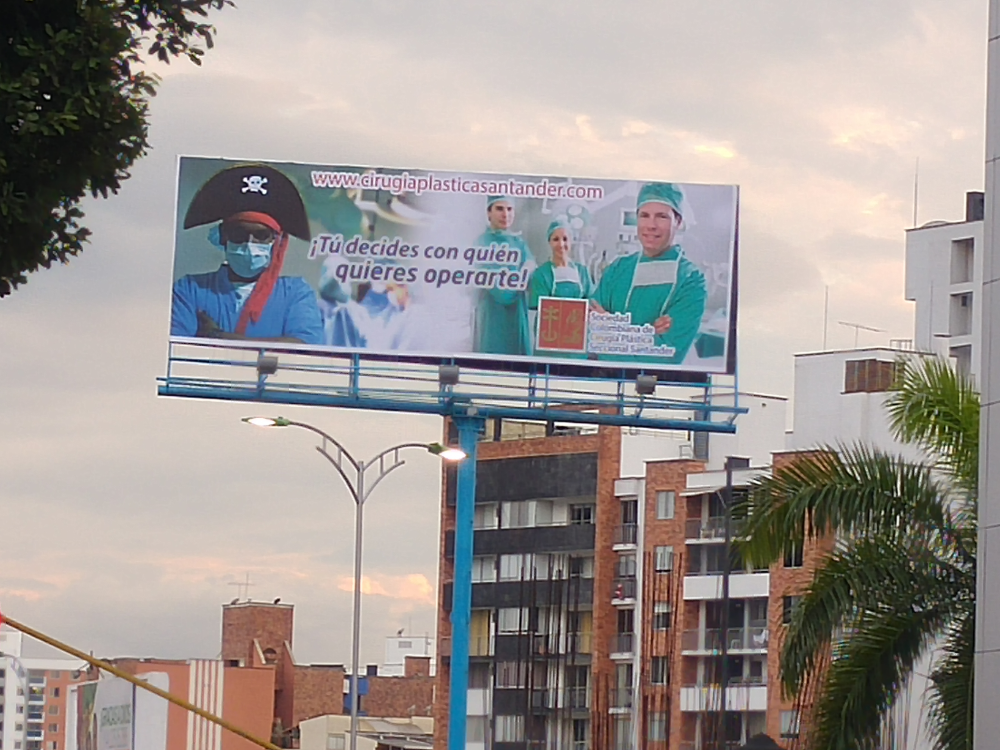 www.cirugiaplasticasantander.com
¡Tú decides con quién
quieres operarte!
Sociedad
Colombiana de
Cirugía Plástica
Seccional Santander